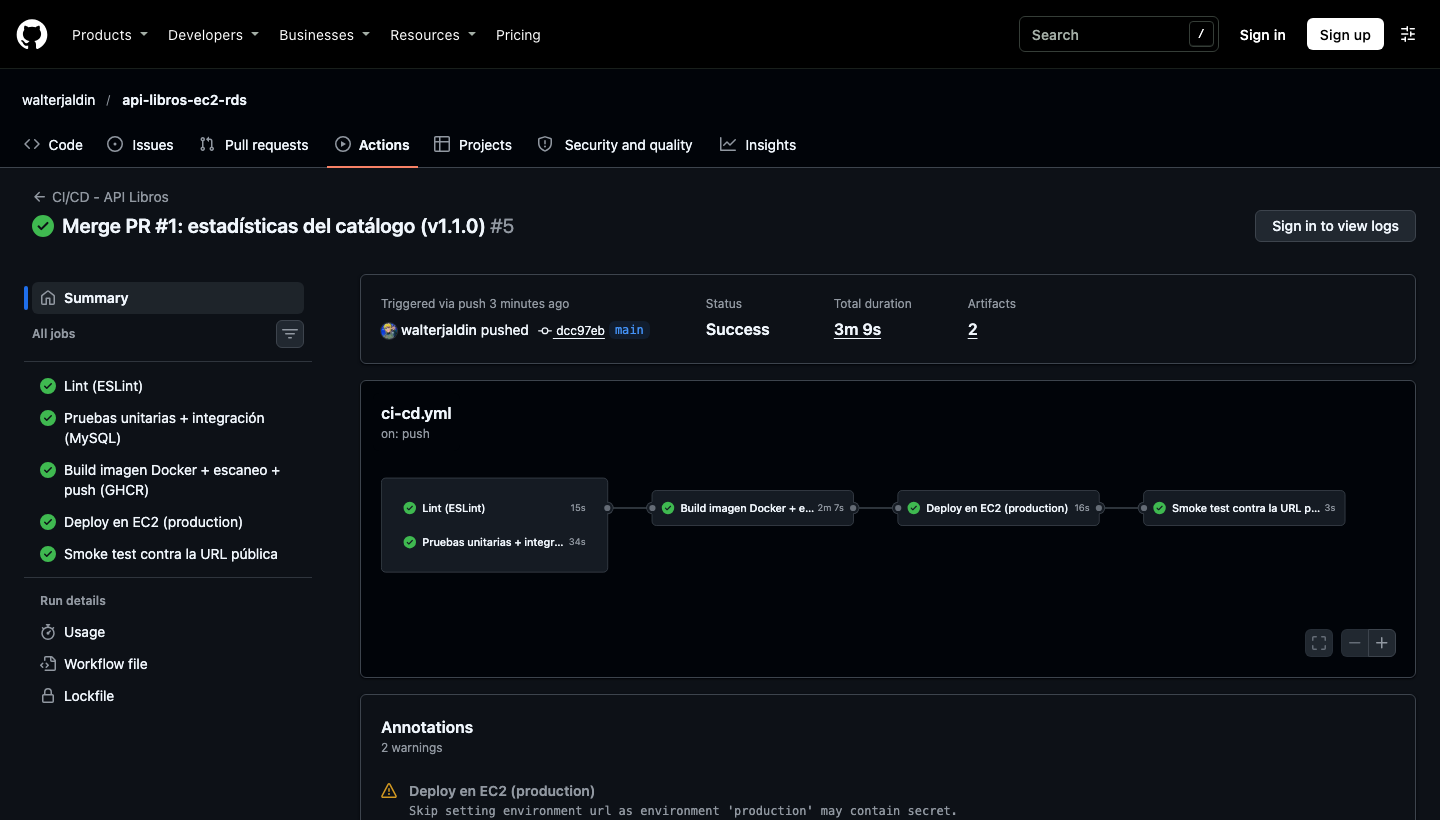 Products Developers Businesses Resources Pricing Search / Sign in Sign up
walterjaldin / api-libros-ec2-rds
Code Issues Pull requests Actions Projects Security and quality Insights
← CI/CD - API Libros
Merge PR #1: estadísticas del catálogo (v1.1.0) #5
Sign in to view logs
Summary
All jobs
Lint (ESLint)
Pruebas unitarias + integración
(MySQL)
Build imagen Docker + escaneo +
push (GHCR)
Deploy en EC2 (production)
Smoke test contra la URL pública
Run details
Usage
Workflow file
Lockfile
Triggered via push 3 minutes ago
walterjaldin pushed dcc97eb main
Status
Success
Total duration
3m 9s
Artifacts
2
ci-cd.yml
on: push
Lint (ESLint) 15s
Pruebas unitarias + integr... 34s
Build imagen Docker + e... 2m 7s
Deploy en EC2 (production) 16s
Smoke test contra la URL p... 3s
Annotations
2 warnings
Deploy en EC2 (production)
Skip setting environment url as environment 'production' may contain secret.